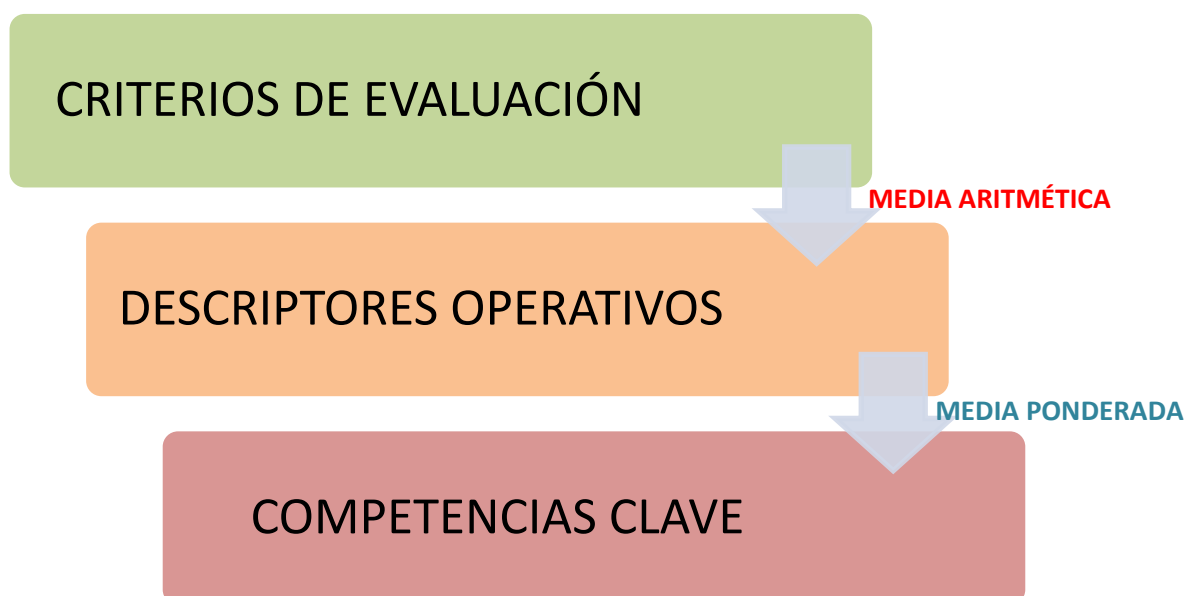 CRITERIOS DE EVALUACIÓN
MEDIA ARITMÉTICA
DESCRIPTORES OPERATIVOS
MEDIA PONDERADA
COMPETENCIAS CLAVE